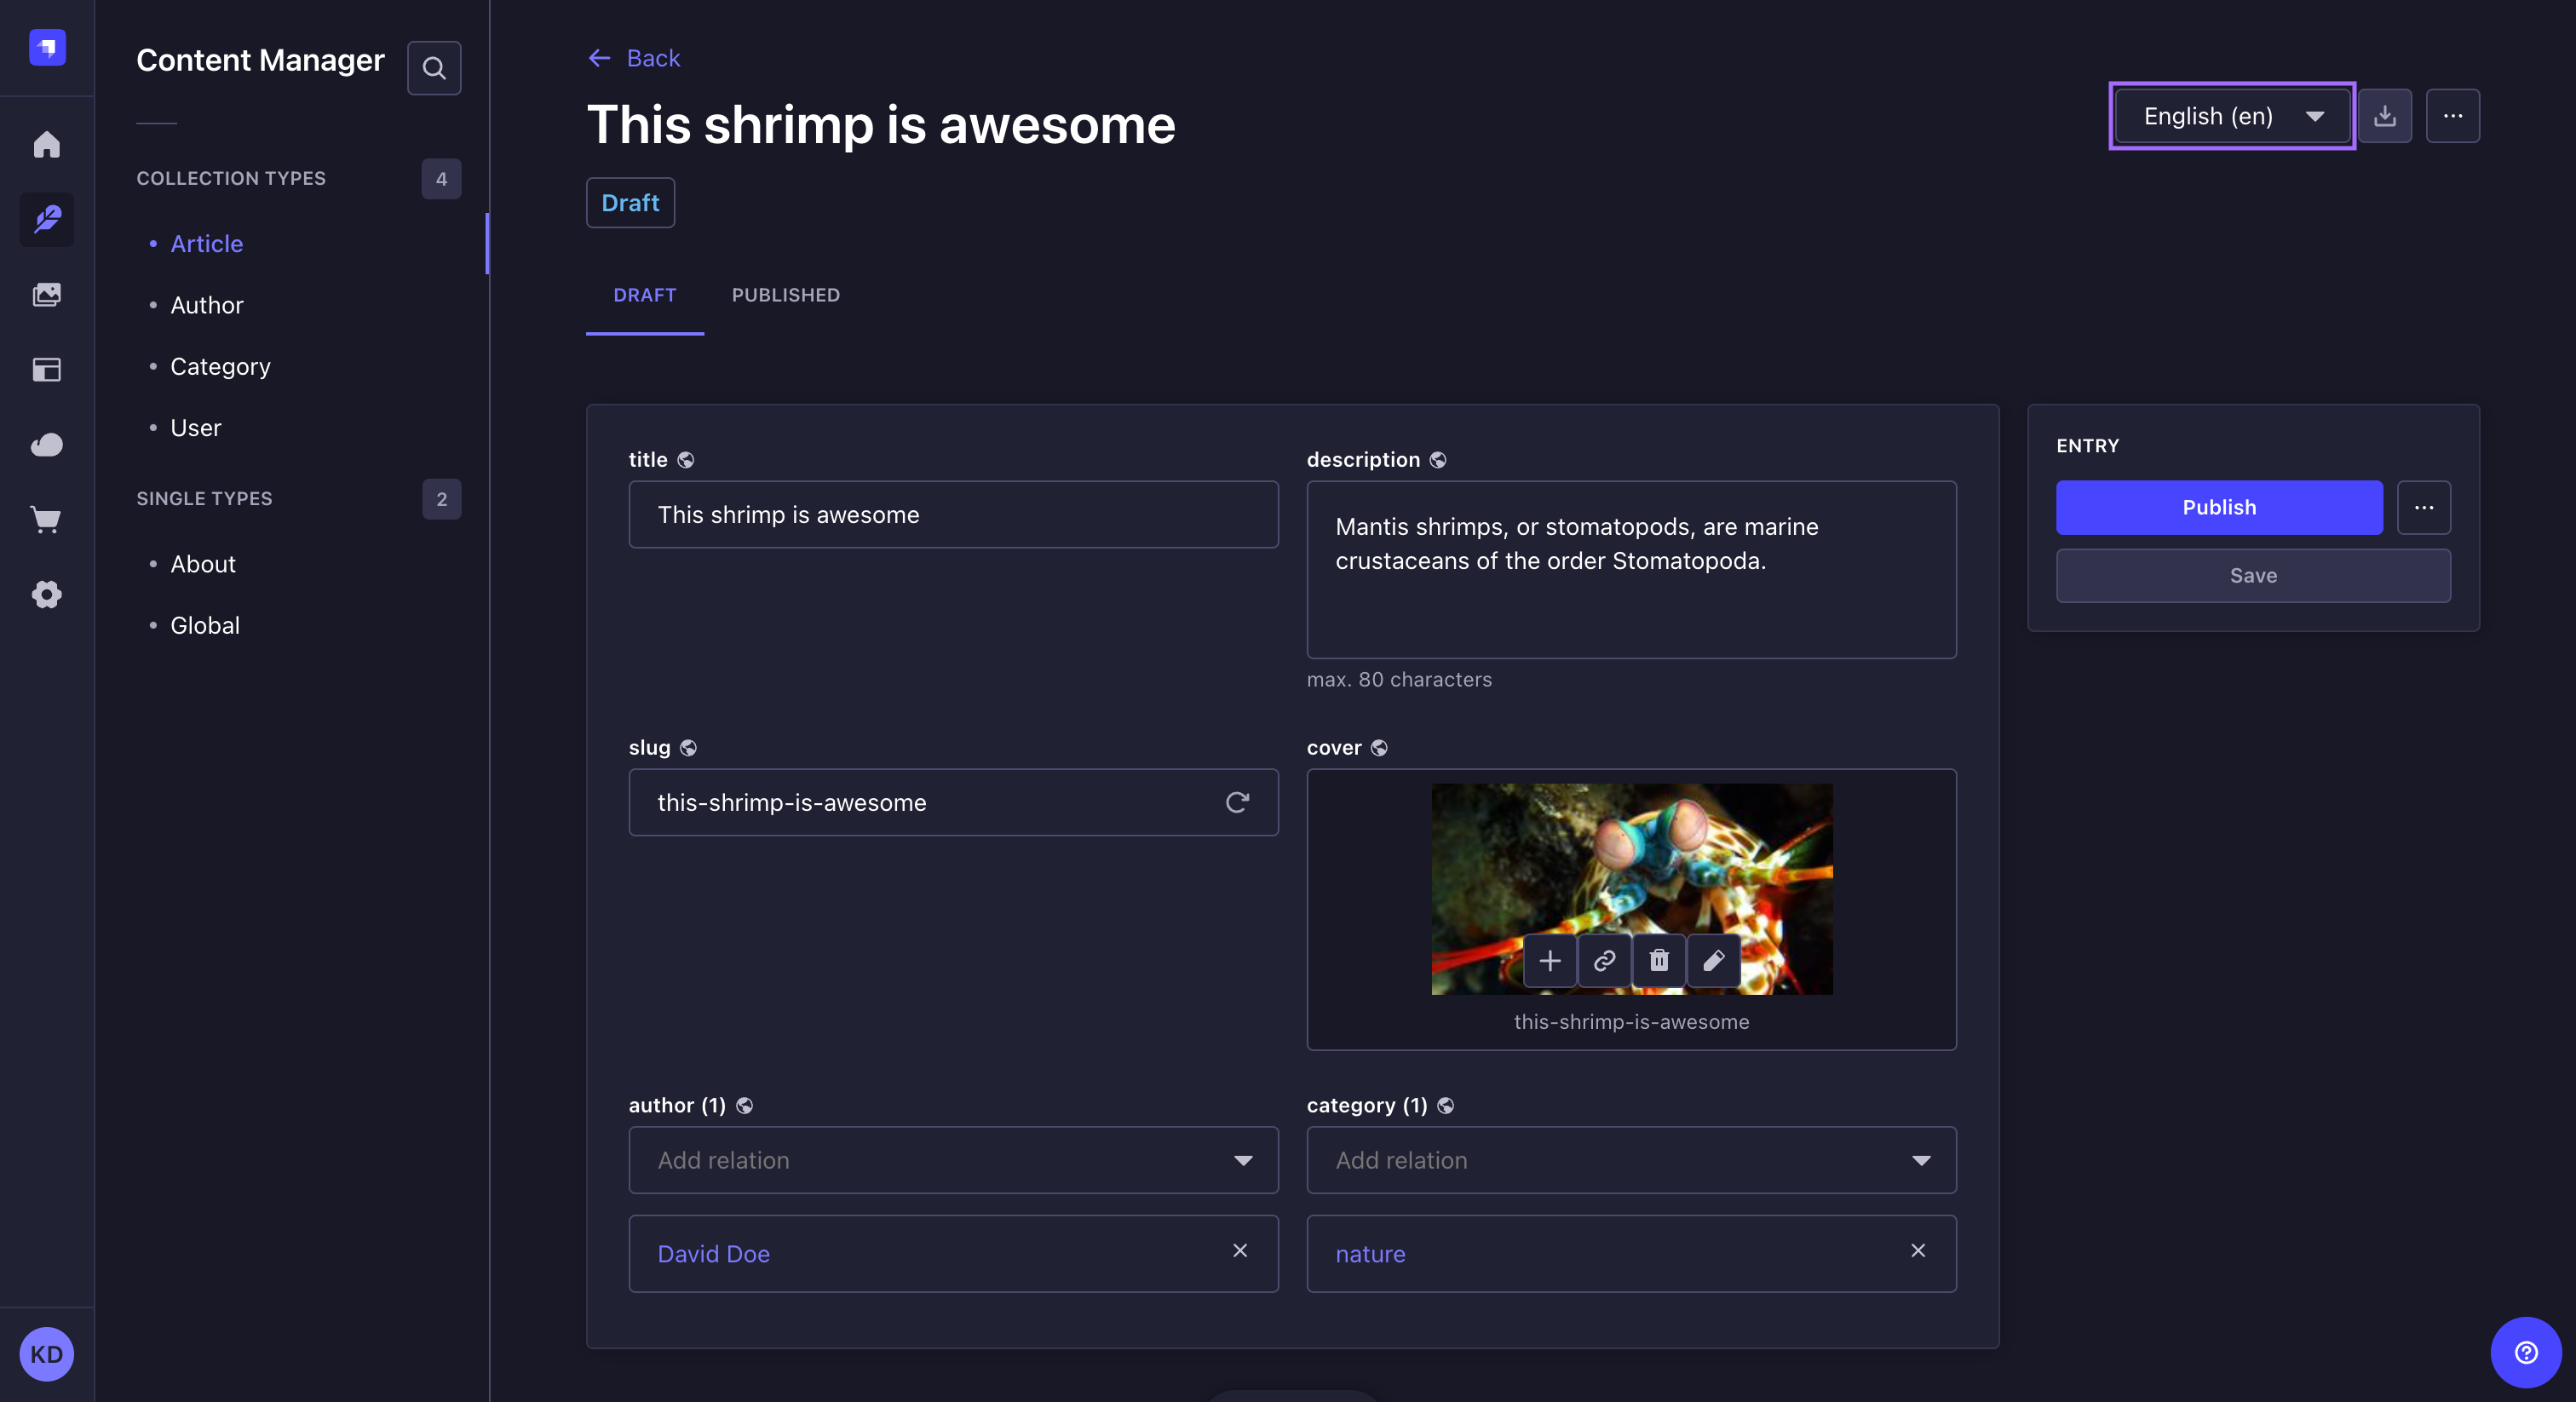 Content Manager
COLLECTION TYPES
4
Article
Author
Category
User
SINGLE TYPES
2
About
Global
KD
Back
This shrimp is awesome
Draft
English (en)
DRAFT
PUBLISHED
title
This shrimp is awesome
description
Mantis shrimps, or stomatopods, are marine
crustaceans of the order Stomatopoda.
max. 80 characters
slug
this-shrimp-is-awesome
cover
this-shrimp-is-awesome
author (1)
Add relation
David Doe
category (1)
Add relation
nature
ENTRY
Publish
Save